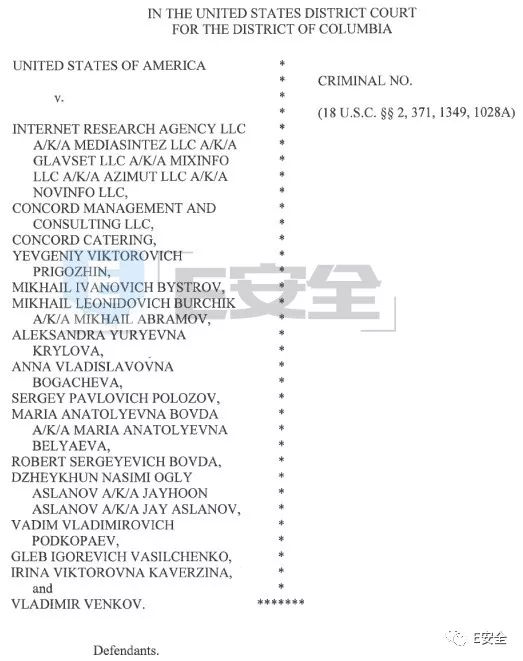 IN THE UNITED STATES DISTRICT COURT
FOR THE DISTRICT OF COLUMBIA
UNITED STATES OF AMERICA *
*
* CRIMINAL NO.
v. *
* (18 U.S.C. §§ 2, 371, 1349, 1028A)
INTERNET RESEARCH AGENCY LLC *
A/K/A MEDIASINTEZ LLC A/K/A *
GLAVSET LLC A/K/A MIXINFO *
LLC A/K/A AZIMUT LLC A/K/A *
NOVINFO LLC, *
CONCORD MANAGEMENT AND *
CONSULTING LLC, *
CONCORD CATERING, *
YEVGENIY VIKTOROVICH *
PRIGOZHIN, *
MIKHAIL IVANOVICH BYSTROV, *
MIKHAIL LEONIDOVICH BURCHIK *
A/K/A MIKHAIL ABRAMOV, *
ALEKSANDRA YURYEVNA *
KRYLOVA, *
ANNA VLADISLAVOVNA *
BOGACHEVA, *
SERGEY PAVLOVICH POLOZOV, *
MARIA ANATOLYEVNA BOVDA *
A/K/A MARIA ANATOLYEVNA *
BELYAEVA, *
ROBERT SERGEYEVICH BOVDA, *
DZHEYKHUN NASIMI OGLY *
ASLANOV A/K/A JAYHOON *
ASLANOV A/K/A JAY ASLANOV, *
VADIM VLADIMIROVICH *
PODKOPAEV, *
GLEB IGOREVICH VASILCHENKO, *
IRINA VIKTOROVNA KAVERZINA, *
and *
VLADIMIR VENKOV. *******
Defendants.
E安全
E安全